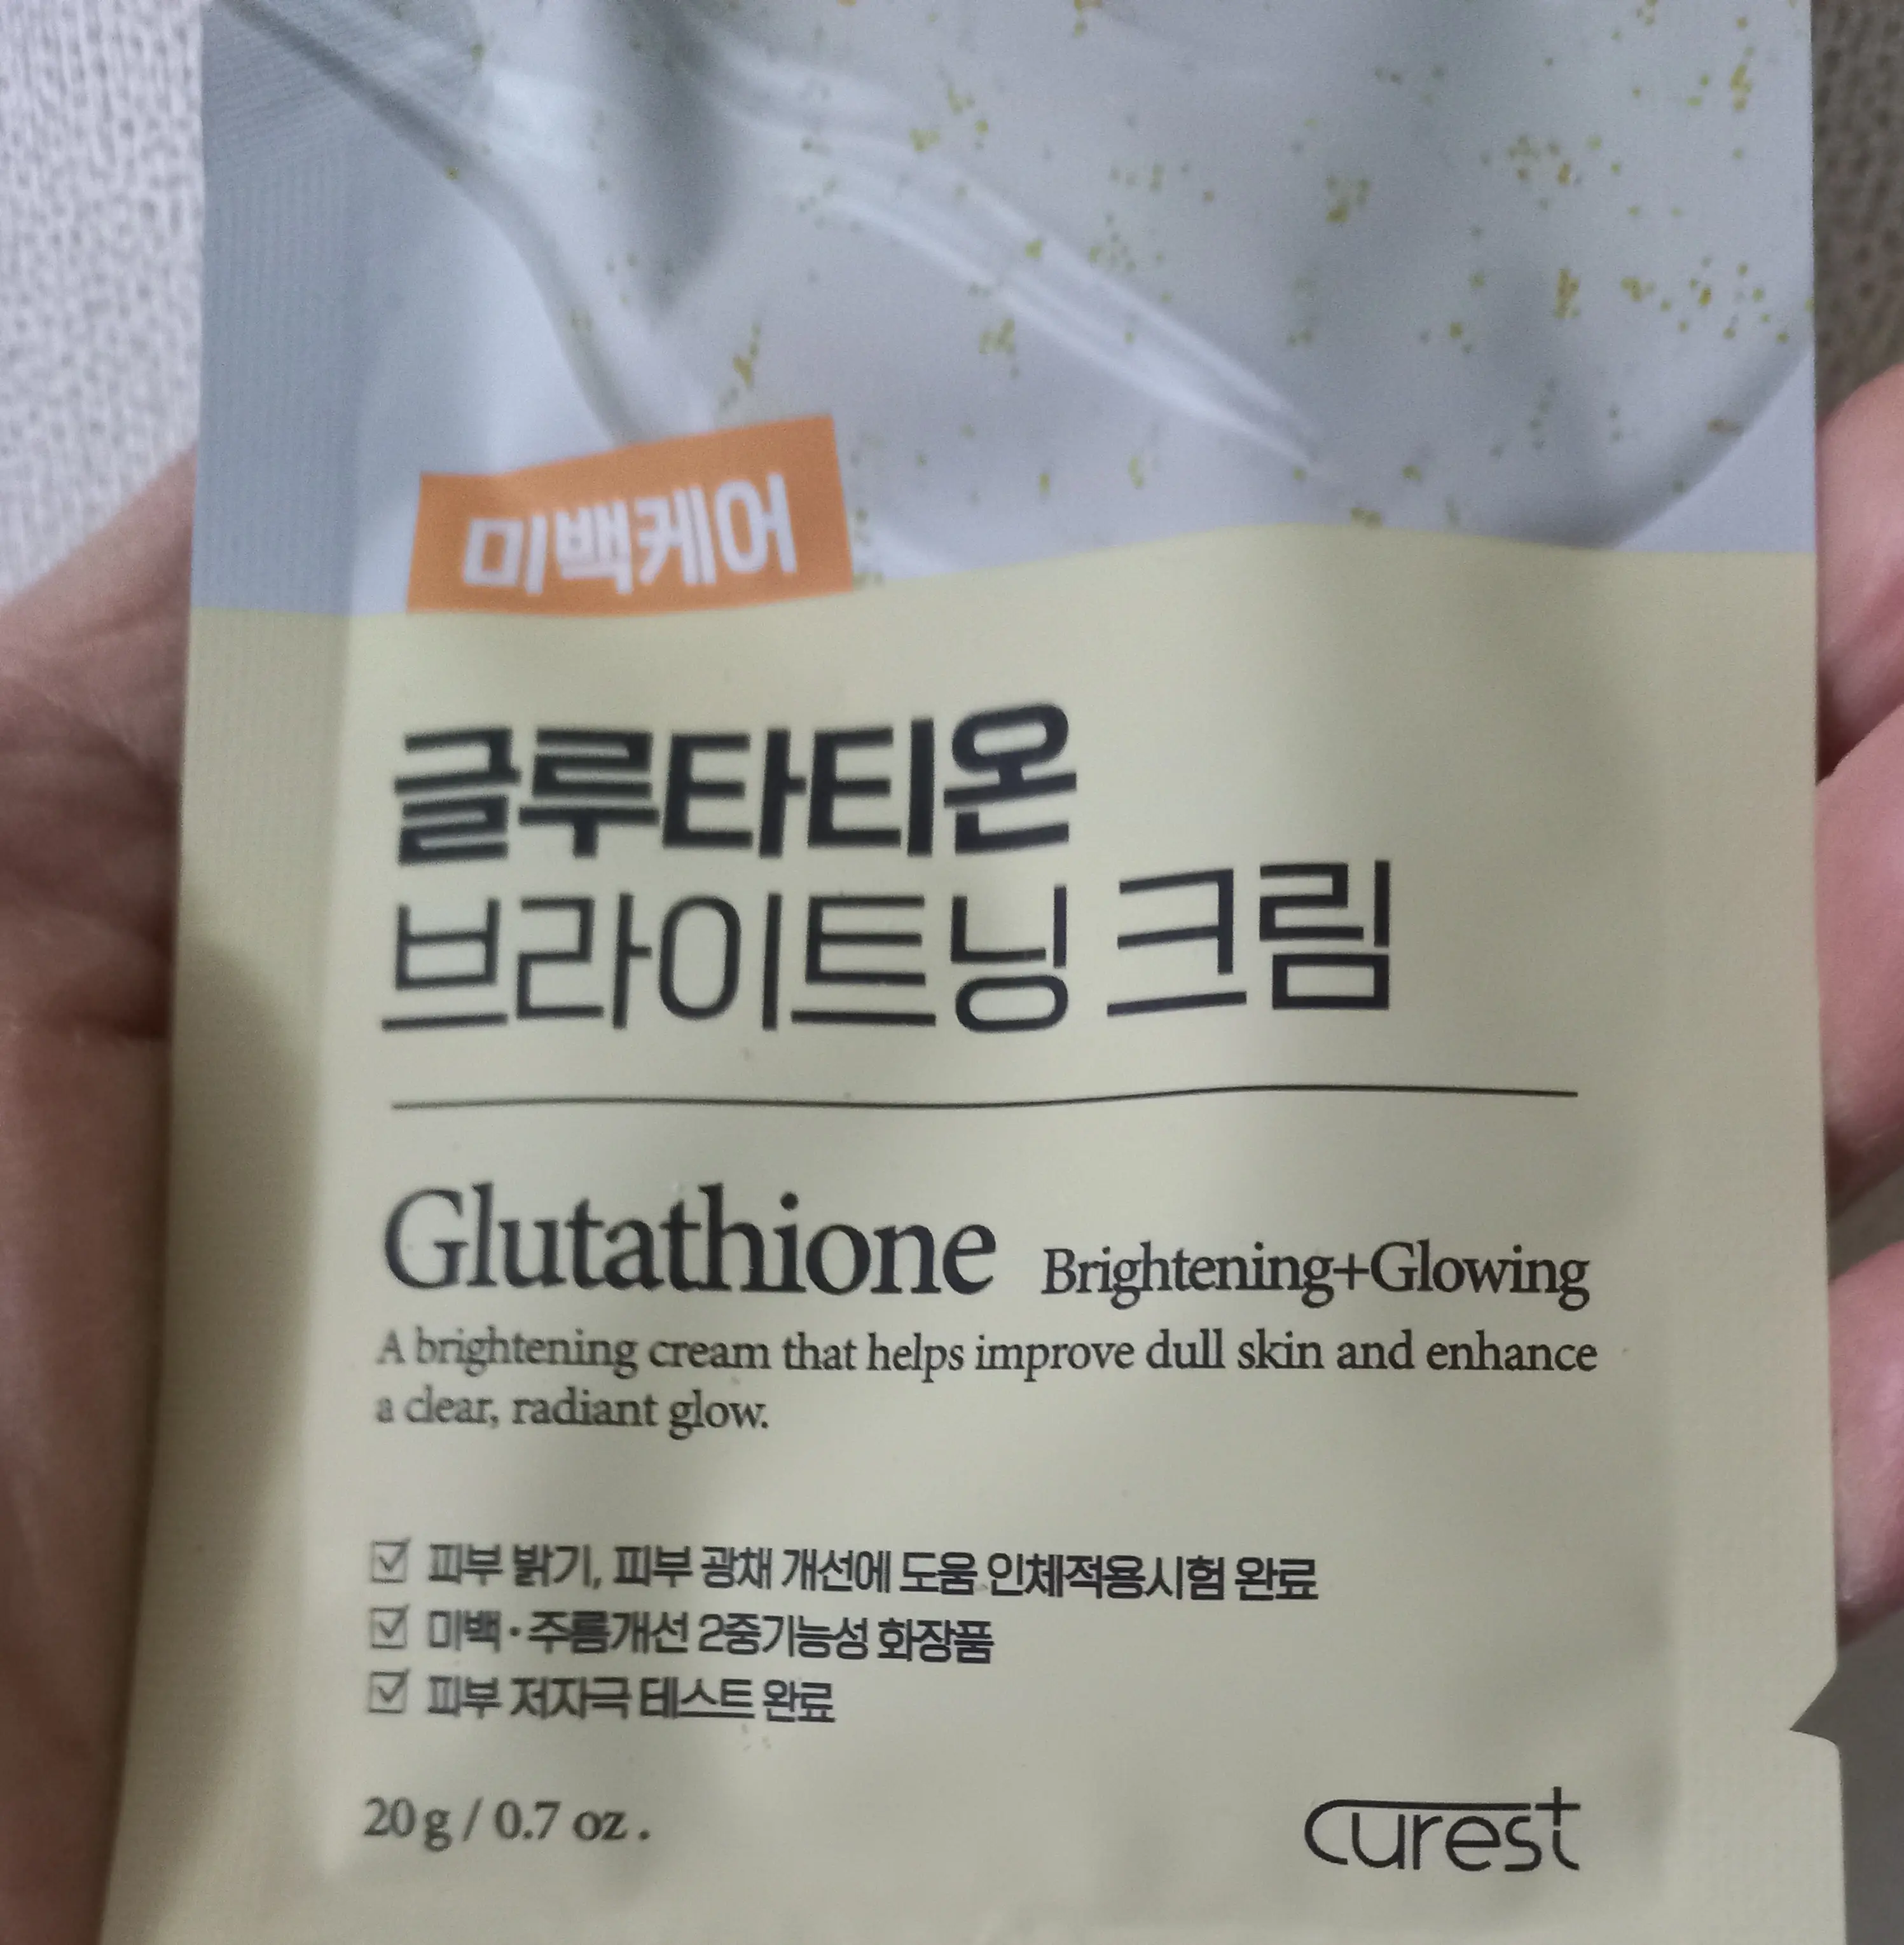 미백케어
글루타티온
브라이트닝 크림
Glutathione Brightening+Glowing
A brightening cream that helps improve dull skin and enhance
a clear, radiant glow.
☑ 피부 밝기, 피부 광채 개선에 도움 인체적용시험 완료
☑ 미백·주름개선 2중기능성 화장품
☑ 피부 저자극 테스트 완료
20 g / 0.7 oz .
curest